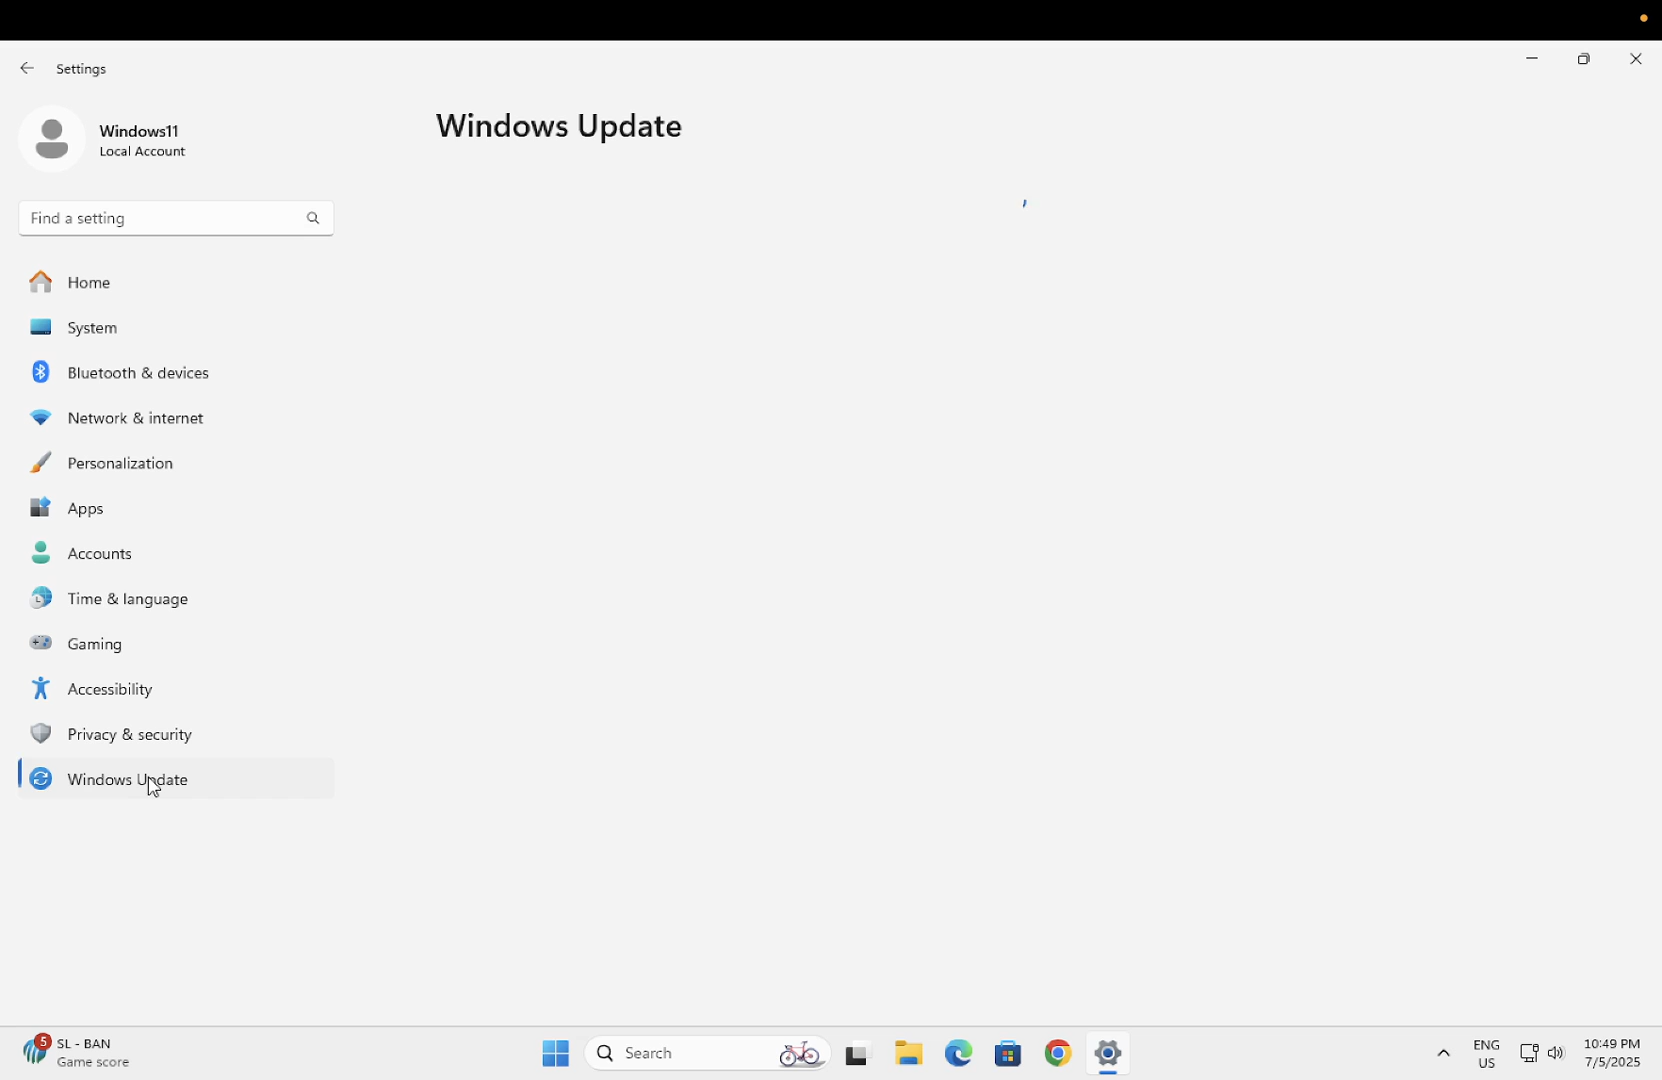 Settings
Windows11
Local Account
Windows Update
Find a setting
Home
System
Bluetooth & devices
Network & internet
Personalization
Apps
Accounts
Time & language
Gaming
Accessibility
Privacy & security
Windows Update
5
SL - BAN
Game score
Search
ENG
US
10:49 PM
7/5/2025